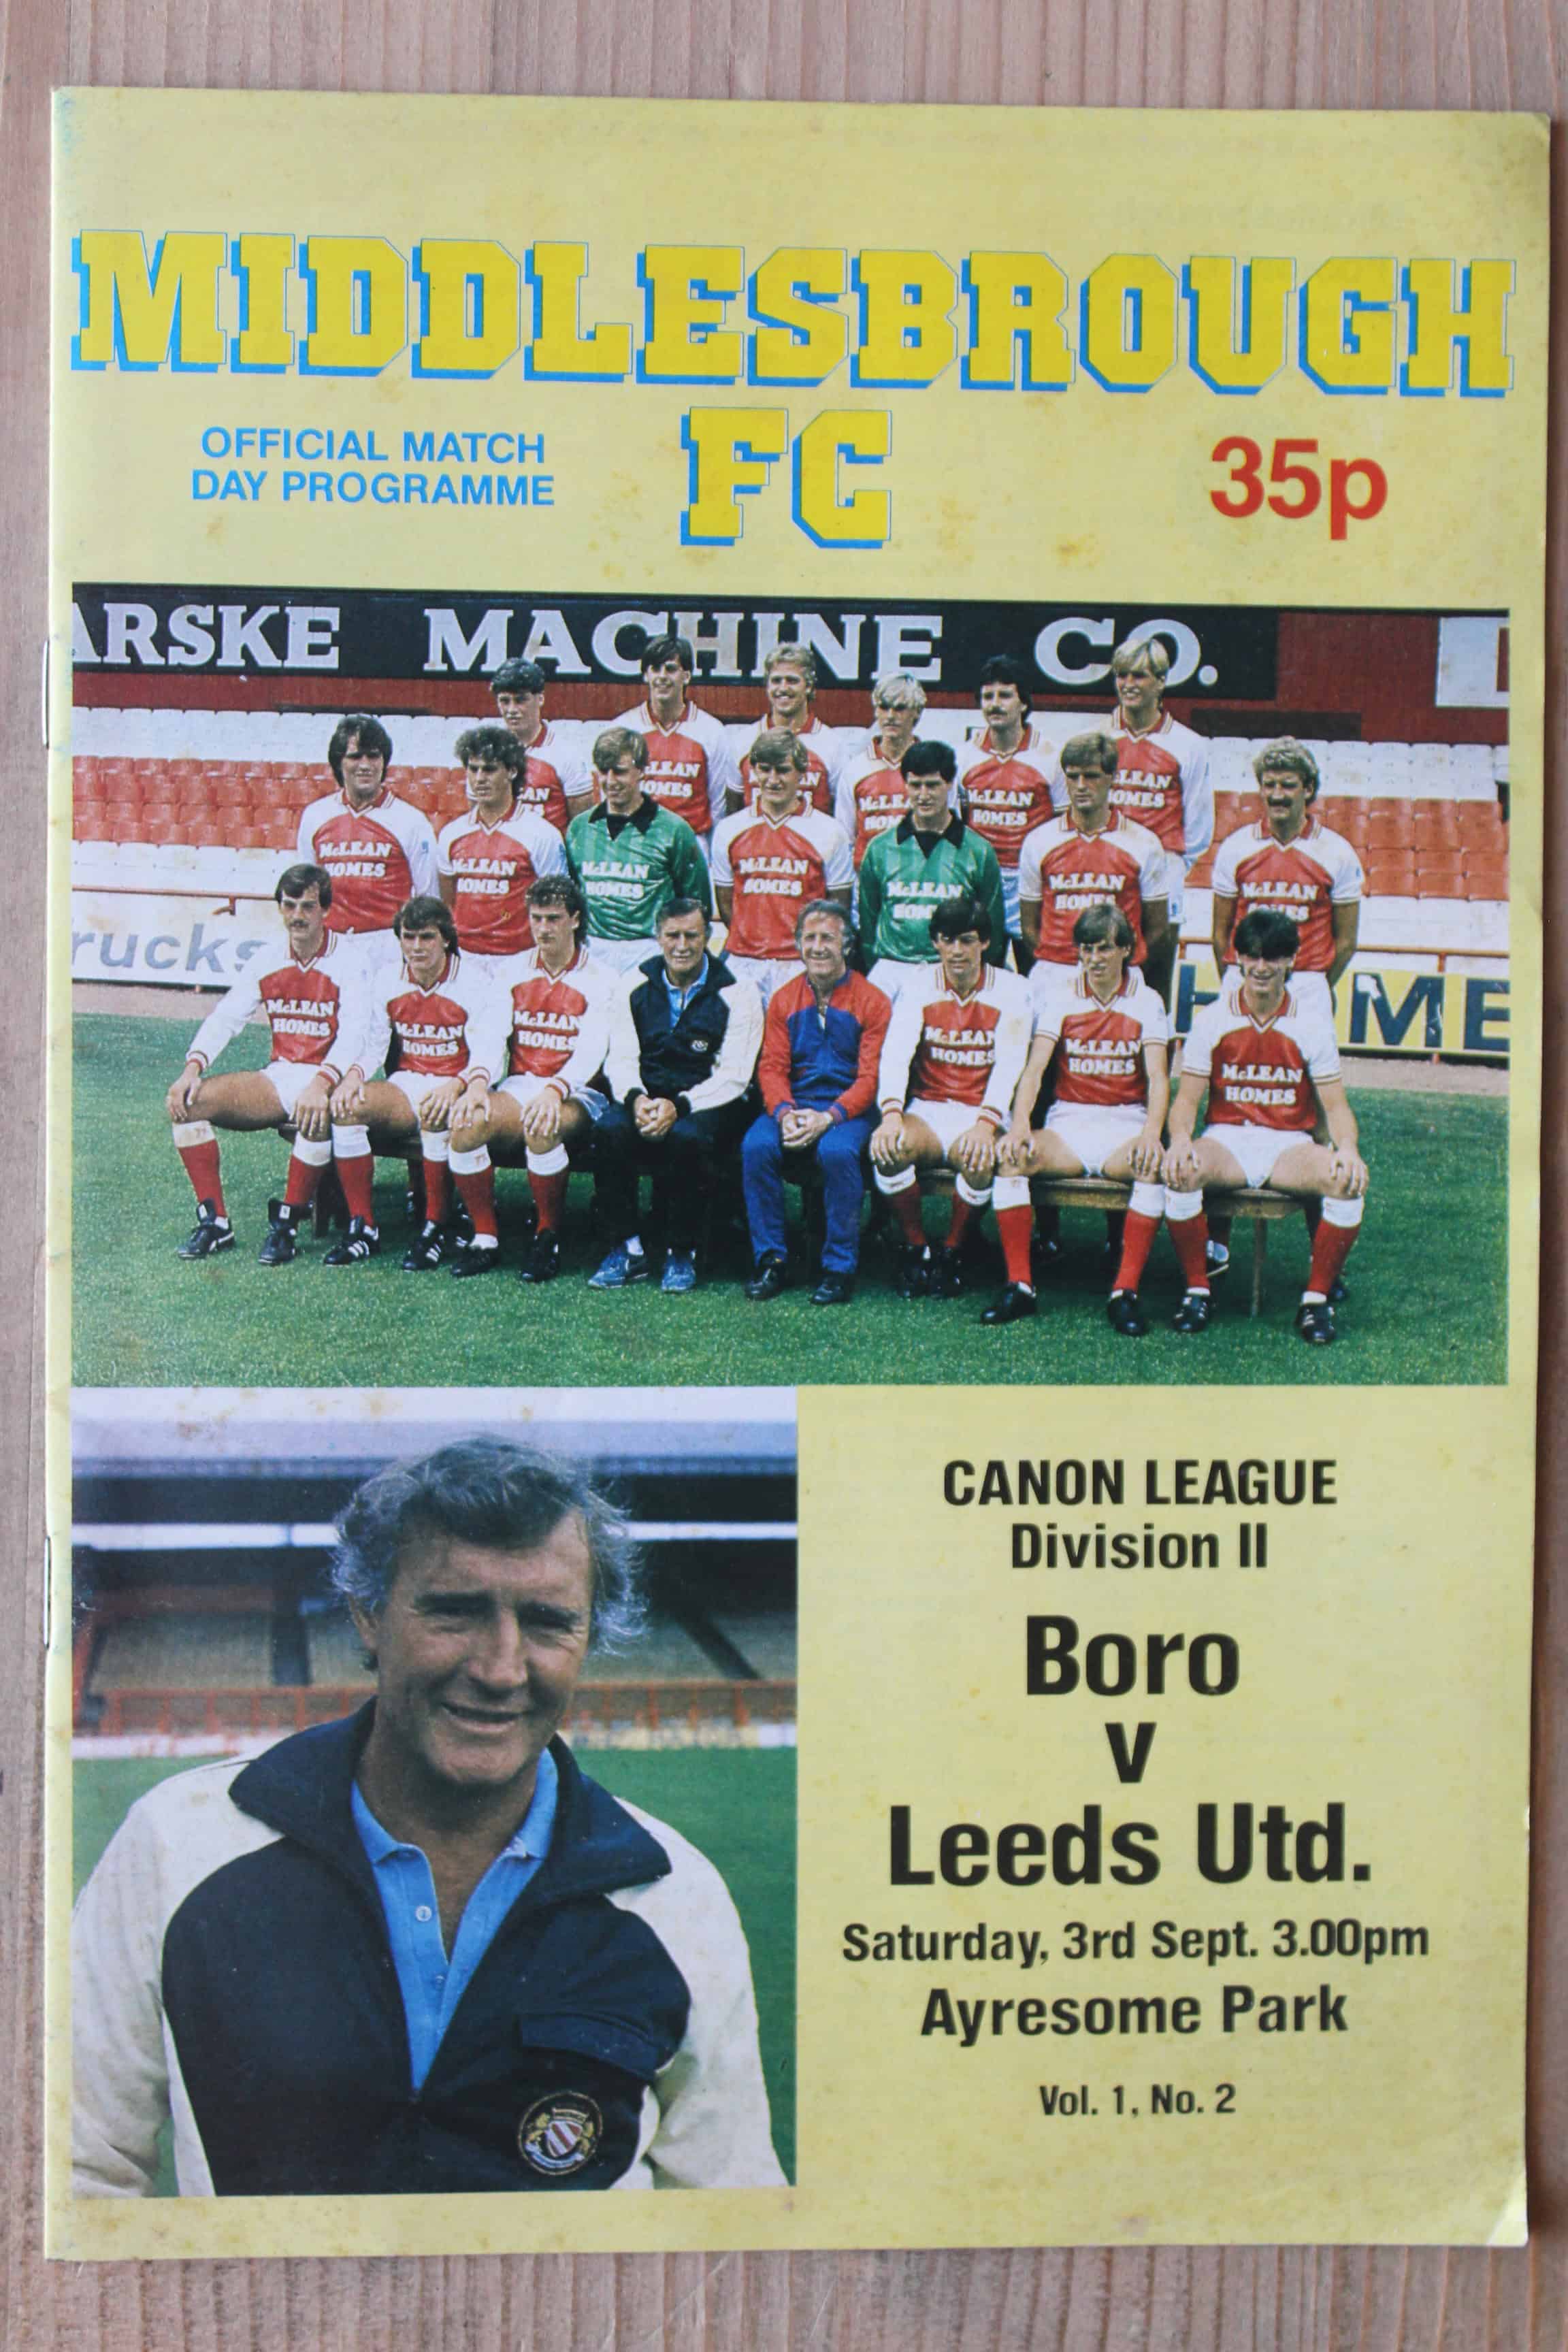 MIDDLESBROUGH
FC
OFFICIAL MATCH
DAY PROGRAMME
35p
ARSKE MACHINE CO.
rucks
McLEAN
HOMES
CANON LEAGUE
Division II
Boro
v
Leeds Utd.
Saturday, 3rd Sept. 3.00pm
Ayresome Park
Vol. 1, No. 2